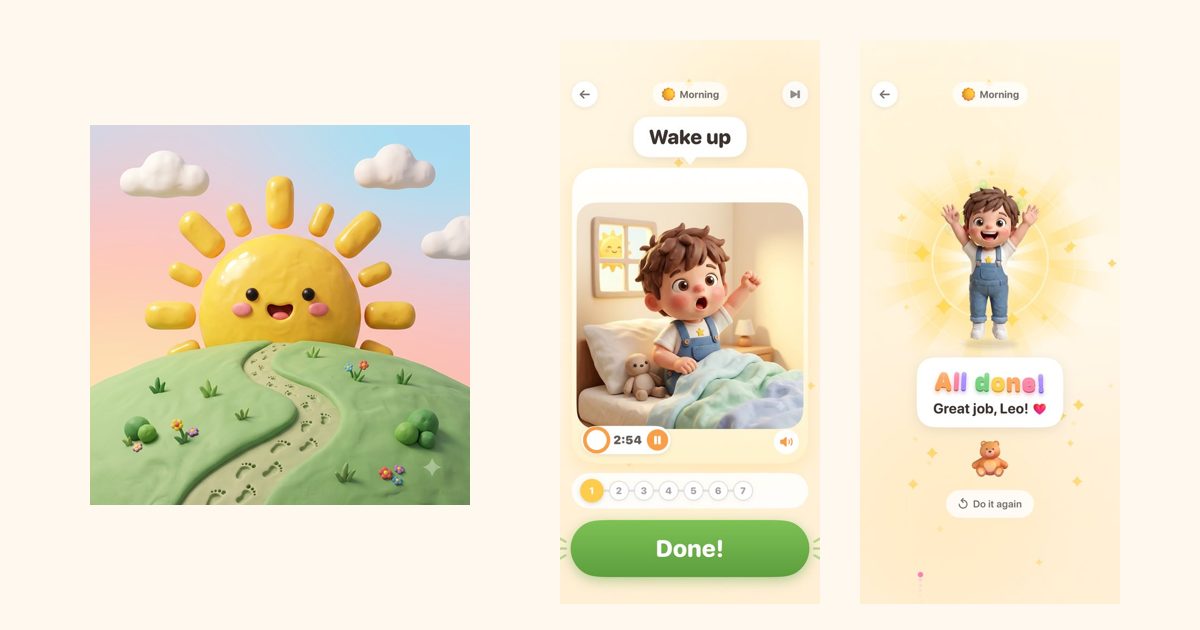 Morning
Wake up
2:54
1 2 3 4 5 6 7
Done!
Morning
All done!
Great job, Leo!
Do it again